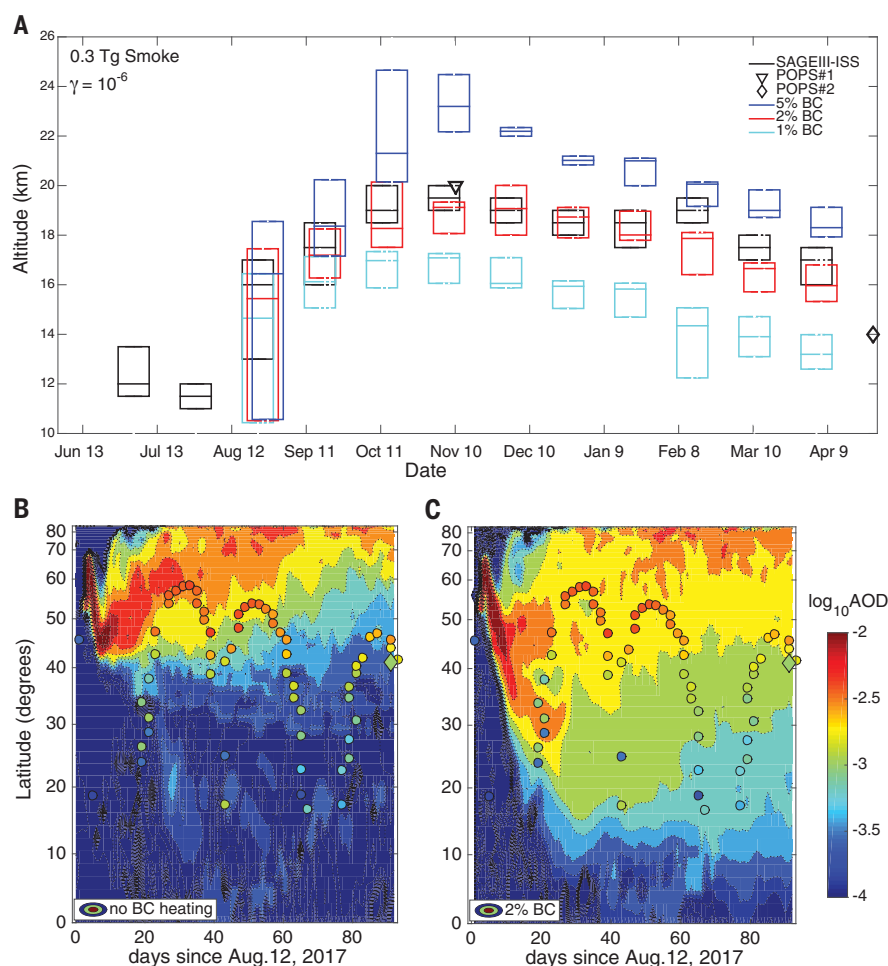 A
0.3 Tg Smoke
γ = 10⁻⁶
SAGEIII-ISS
POPS#1
POPS#2
5% BC
2% BC
1% BC
Altitude (km)
26
24
22
20
18
16
14
12
10
Jun 13 Jul 13 Aug 12 Sep 11 Oct 11 Nov 10 Dec 10 Jan 9 Feb 8 Mar 10 Apr 9
Date
B
Latitude (degrees)
80
70
60
50
40
30
20
10
0
no BC heating
0 20 40 60 80
days since Aug.12, 2017
C
80
70
60
50
40
30
20
10
0
2% BC
0 20 40 60 80
days since Aug.12, 2017
log₁₀AOD
-2
-2.5
-3
-3.5
-4